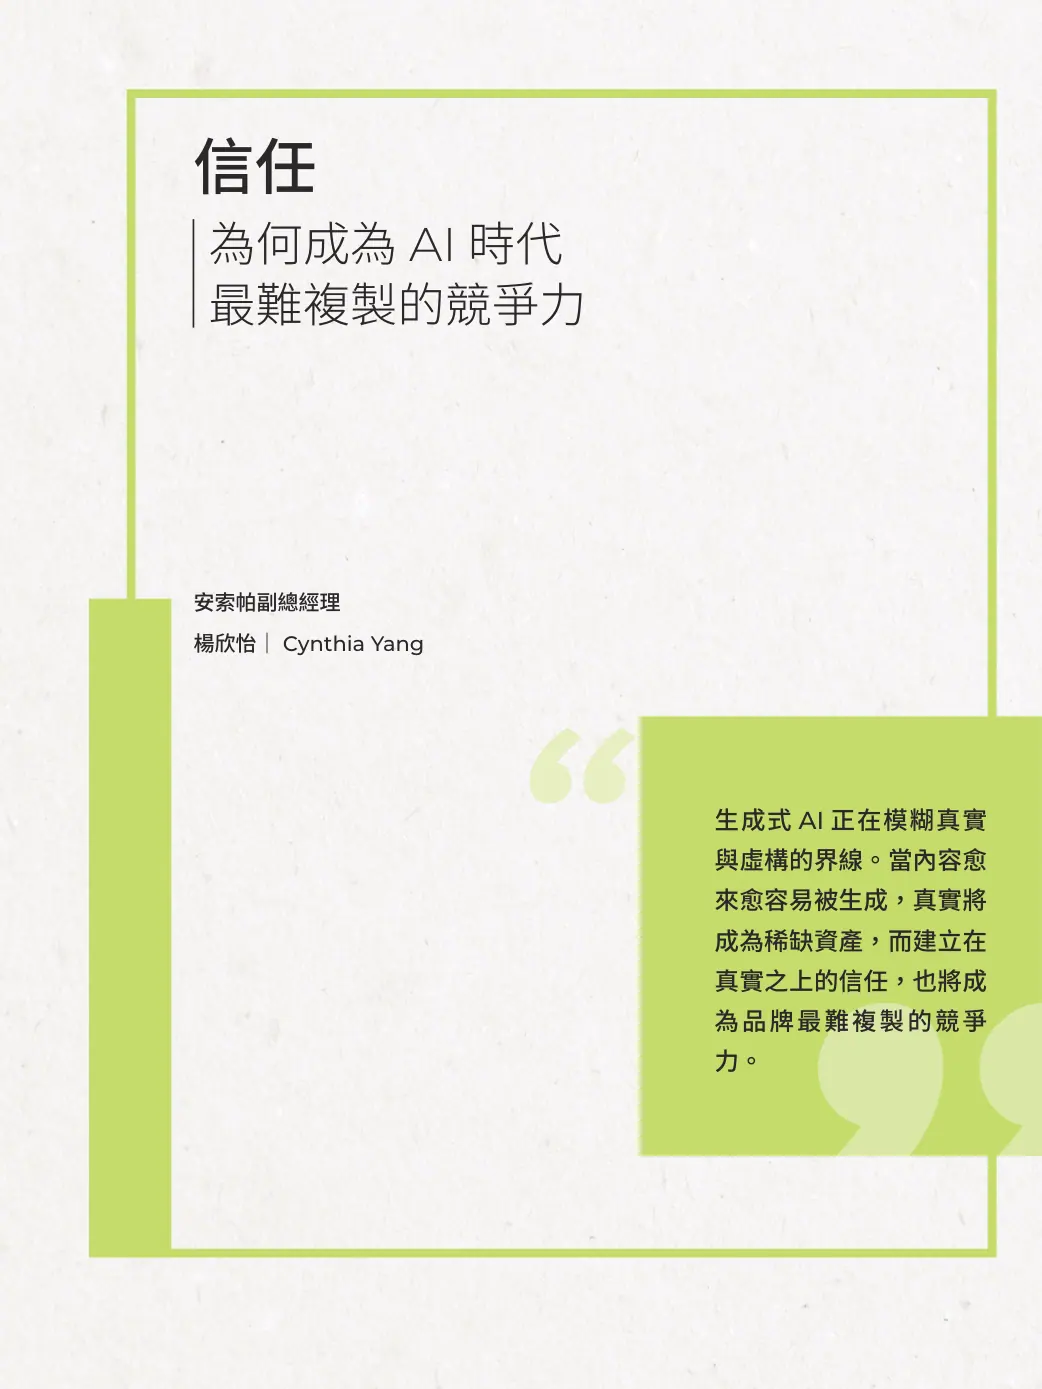 信任
為何成為 AI 時代
最難複製的競爭力
安索帕副總經理
楊欣怡｜ Cynthia Yang
生成式 AI 正在模糊真實
與虛構的界線。當內容愈
來愈容易被生成，真實將
成為稀缺資產，而建立在
真實之上的信任，也將成
為品牌最難複製的競爭
力。